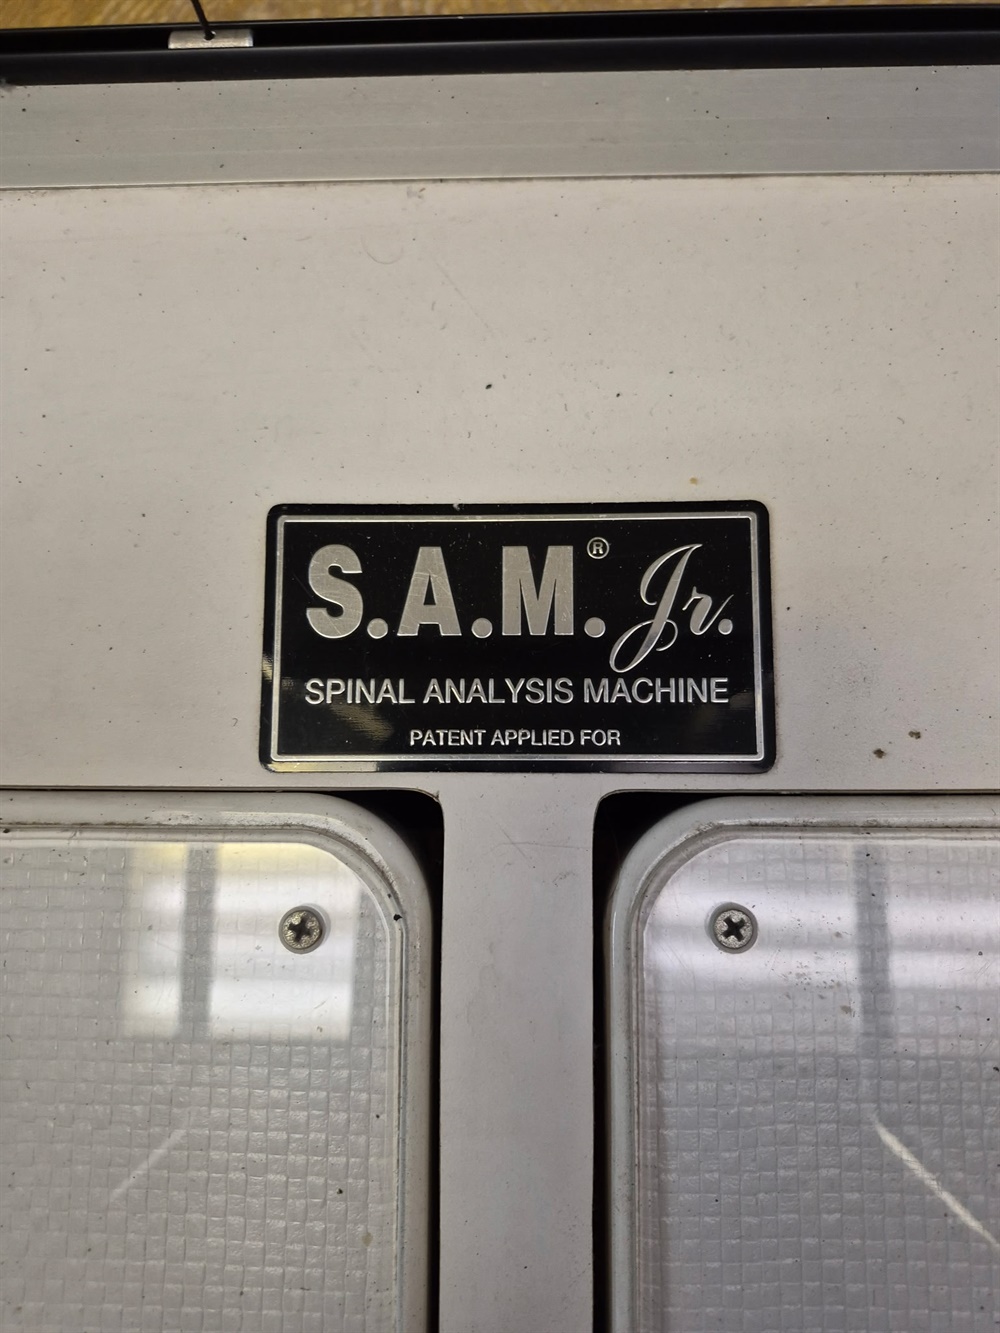 S.A.M.® Jr.
SPINAL ANALYSIS MACHINE
PATENT APPLIED FOR